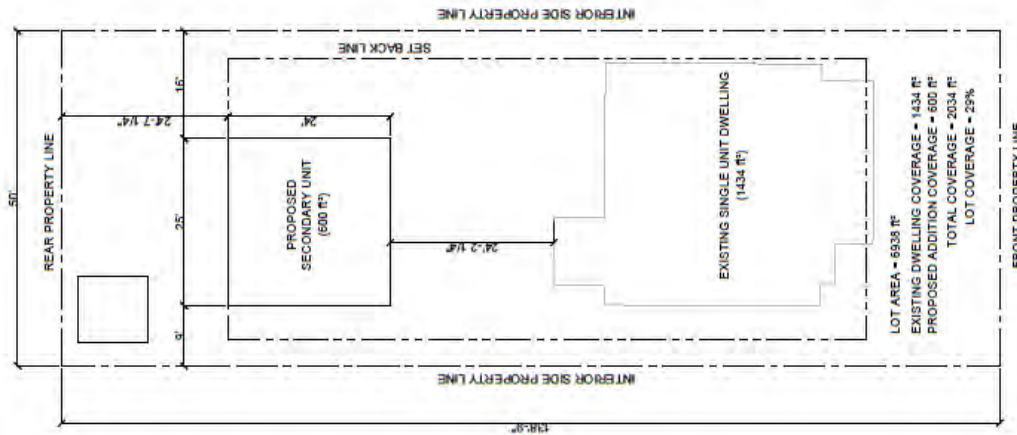 INTERIOR SIDE PROPERTY LINE
SET BACK LINE
50'
REAR PROPERTY LINE
24'-7 1/4"
16'
24'
25'
9'
PROPOSED
SECONDARY UNIT
(600 ft²)
24'-2 1/4"
EXISTING SINGLE UNIT DWELLING
(1434 ft²)
LOT AREA = 6938 ft²
EXISTING DWELLING COVERAGE = 1434 ft²
PROPOSED ADDITION COVERAGE = 600 ft²
TOTAL COVERAGE = 2034 ft²
LOT COVERAGE = 29%
FRONT PROPERTY LINE
INTERIOR SIDE PROPERTY LINE
138'-9"